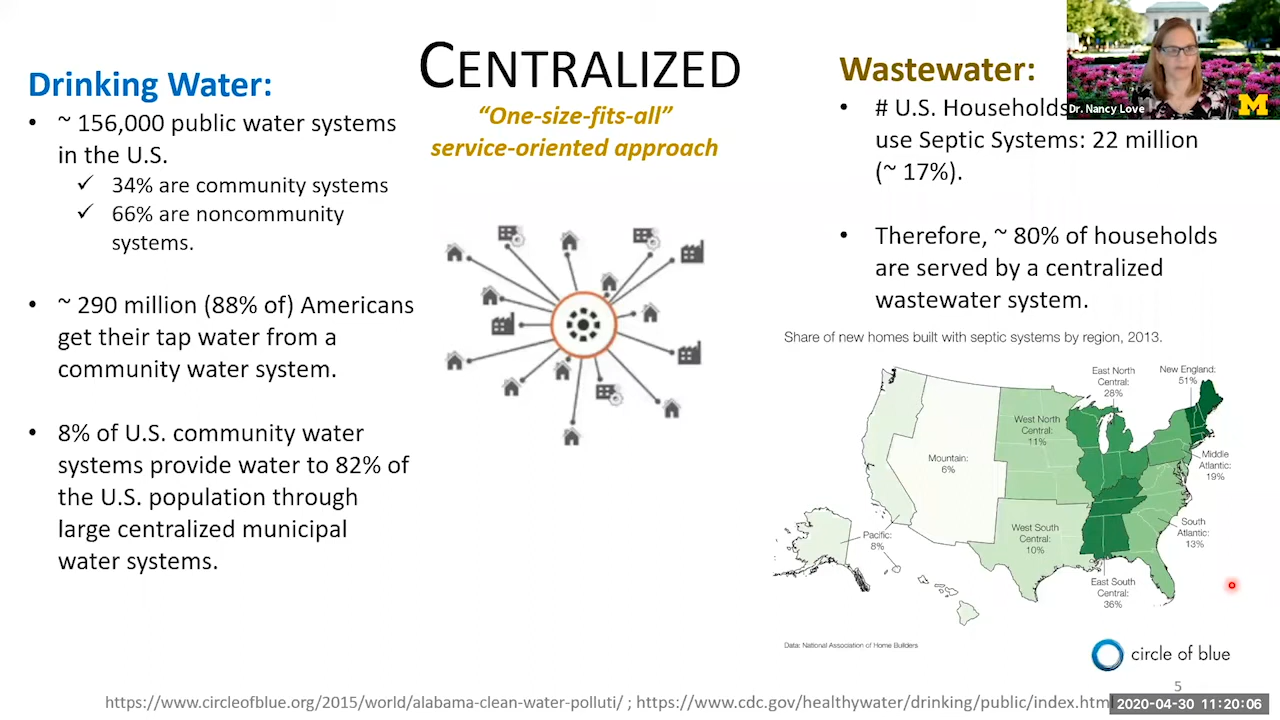 CENTRALIZED
"One-size-fits-all"
service-oriented approach
Drinking Water:
• ~ 156,000 public water systems
in the U.S.
✓ 34% are community systems
✓ 66% are noncommunity
systems.
• ~ 290 million (88% of) Americans
get their tap water from a
community water system.
• 8% of U.S. community water
systems provide water to 82% of
the U.S. population through
large centralized municipal
water systems.
Wastewater:
• # U.S. Households
use Septic Systems: 22 million
(~ 17%).
• Therefore, ~ 80% of households
are served by a centralized
wastewater system.
Dr. Nancy Love
M
Share of new homes built with septic systems by region, 2013.
East North
Central:
28%
New England:
51%
West North
Central:
11%
Mountain:
6%
Middle
Atlantic:
19%
Pacific:
8%
West South
Central:
10%
South
Atlantic:
13%
East South
Central:
36%
Data: National Association of Home Builders
circle of blue
5
https://www.circleofblue.org/2015/world/alabama-clean-water-polluti/ ; https://www.cdc.gov/healthywater/drinking/public/index.html
2020-04-30 11:20:06